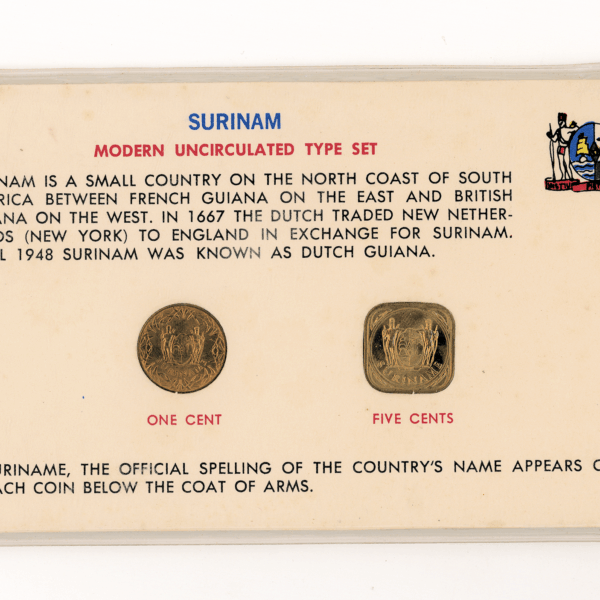 SURINAM
MODERN UNCIRCULATED TYPE SET
NAM IS A SMALL COUNTRY ON THE NORTH COAST OF SOUTH
RICA BETWEEN FRENCH GUIANA ON THE EAST AND BRITISH
ANA ON THE WEST. IN 1667 THE DUTCH TRADED NEW NETHER-
DS (NEW YORK) TO ENGLAND IN EXCHANGE FOR SURINAM.
L 1948 SURINAM WAS KNOWN AS DUTCH GUIANA.
ONE CENT
FIVE CENTS
URINAME, THE OFFICIAL SPELLING OF THE COUNTRY'S NAME APPEARS O
ACH COIN BELOW THE COAT OF ARMS.